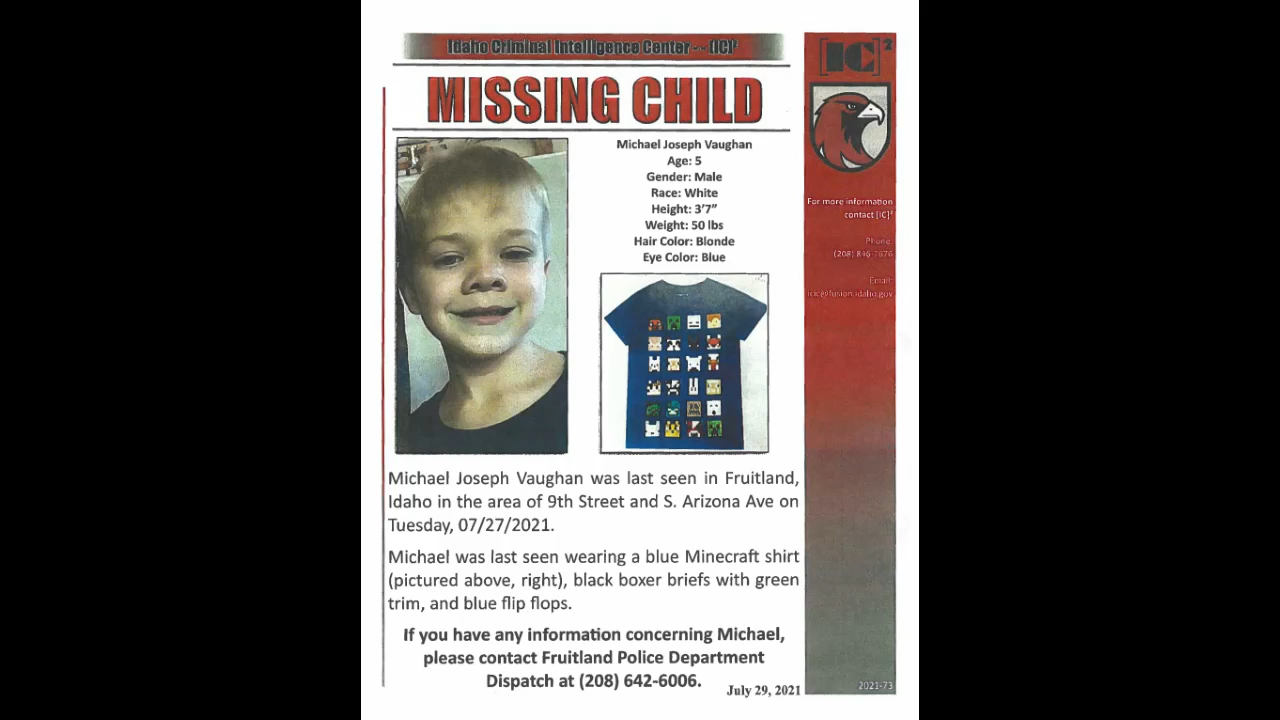 Idaho Criminal Intelligence Center — [IC]²
MISSING CHILD
Michael Joseph Vaughan
Age: 5
Gender: Male
Race: White
Height: 3'7"
Weight: 50 lbs
Hair Color: Blonde
Eye Color: Blue
Michael Joseph Vaughan was last seen in Fruitland,
Idaho in the area of 9th Street and S. Arizona Ave on
Tuesday, 07/27/2021.
Michael was last seen wearing a blue Minecraft shirt
(pictured above, right), black boxer briefs with green
trim, and blue flip flops.
If you have any information concerning Michael,
please contact Fruitland Police Department
Dispatch at (208) 642-6006.
July 29, 2021
[IC]²
For more information
contact [IC]²
Phone:
(208)
Email:
2021-73